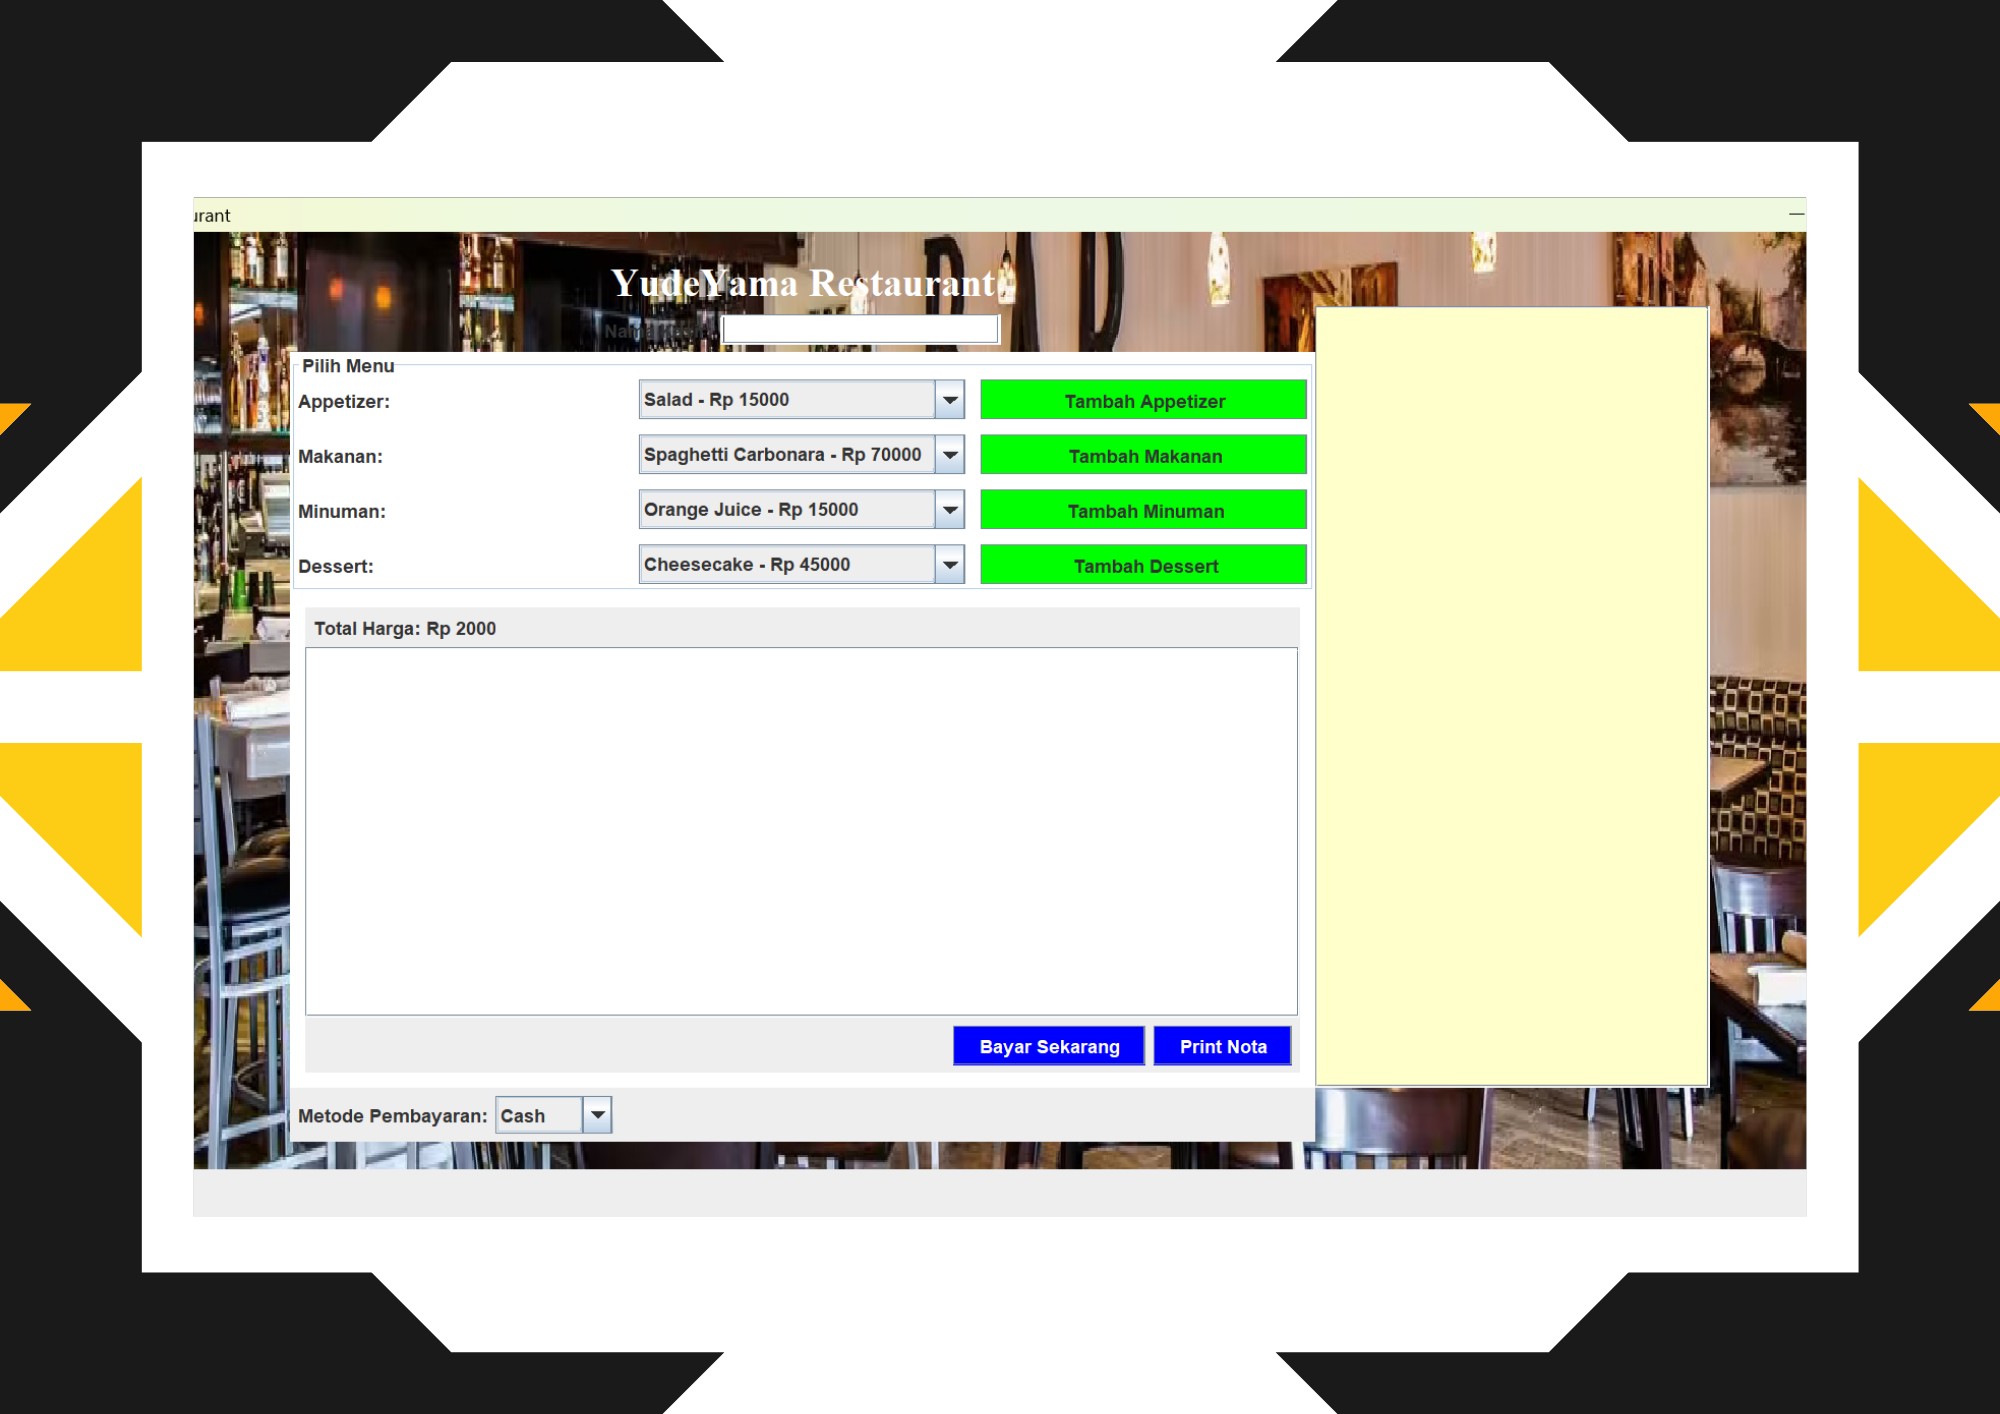 urant
YudeYama Restaurant
Pilih Menu
Appetizer: Salad - Rp 15000 Tambah Appetizer
Makanan: Spaghetti Carbonara - Rp 70000 Tambah Makanan
Minuman: Orange Juice - Rp 15000 Tambah Minuman
Dessert: Cheesecake - Rp 45000 Tambah Dessert
Total Harga: Rp 2000
Bayar Sekarang Print Nota
Metode Pembayaran: Cash